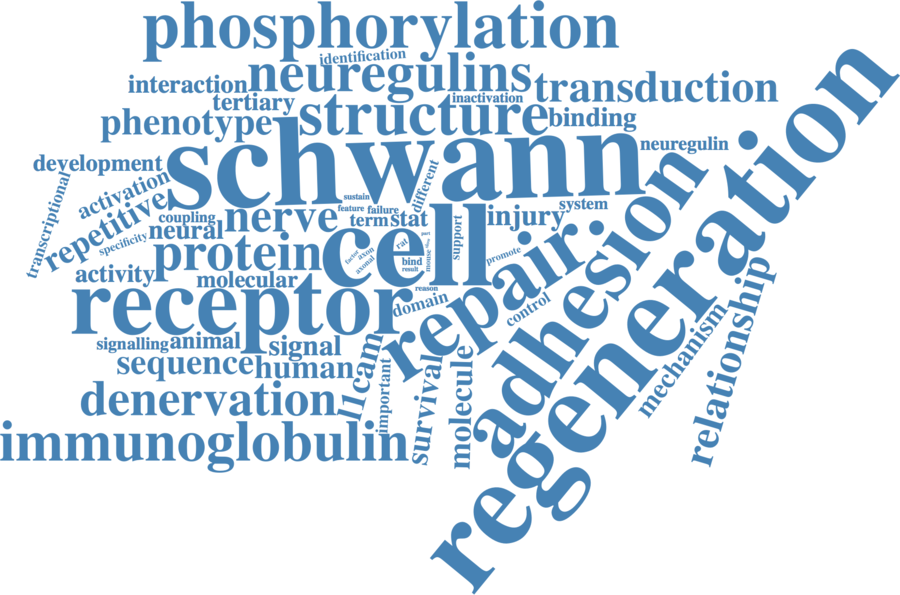 phosphorylation
identification
interaction
neuregulins
transduction
tertiary
inactivation
phenotype
structure
binding
schwann
neuregulin
development
different
activation
transcriptional
sustain
repetitive
coupling
nerve
feature
failure
term
stat
injury
system
neural
specificity
protein
cell
factor
axon
axonal
rat
part
bind
result
mouse
support
promote
activity
molecular
reason
receptor
domain
repair
control
adhesion
regeneration
signalling
animal
signal
sequence
human
l1cam
important
survival
molecule
mechanism
relationship
denervation
immunoglobulin